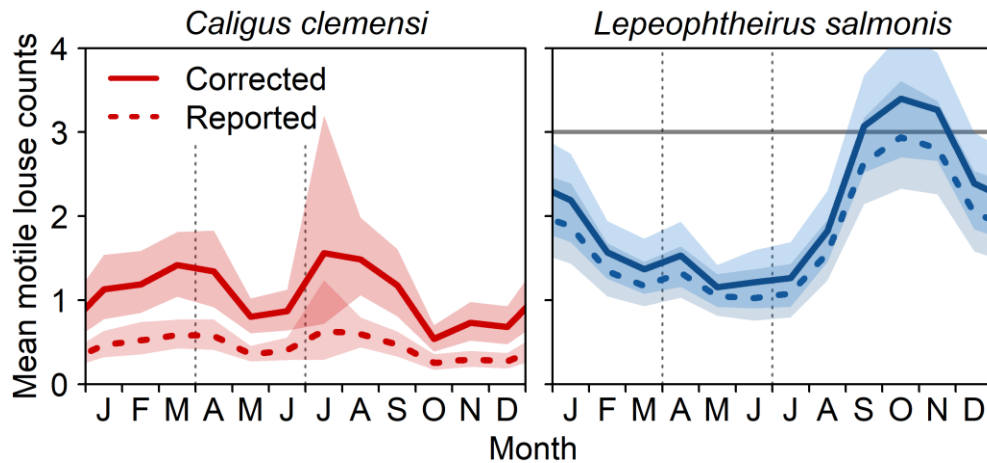 Caligus clemensi
Lepeophtheirus salmonis
Mean motile louse counts
4
3
2
1
0
Corrected
Reported
J F M A M J J A S O N D
J F M A M J J A S O N D
Month